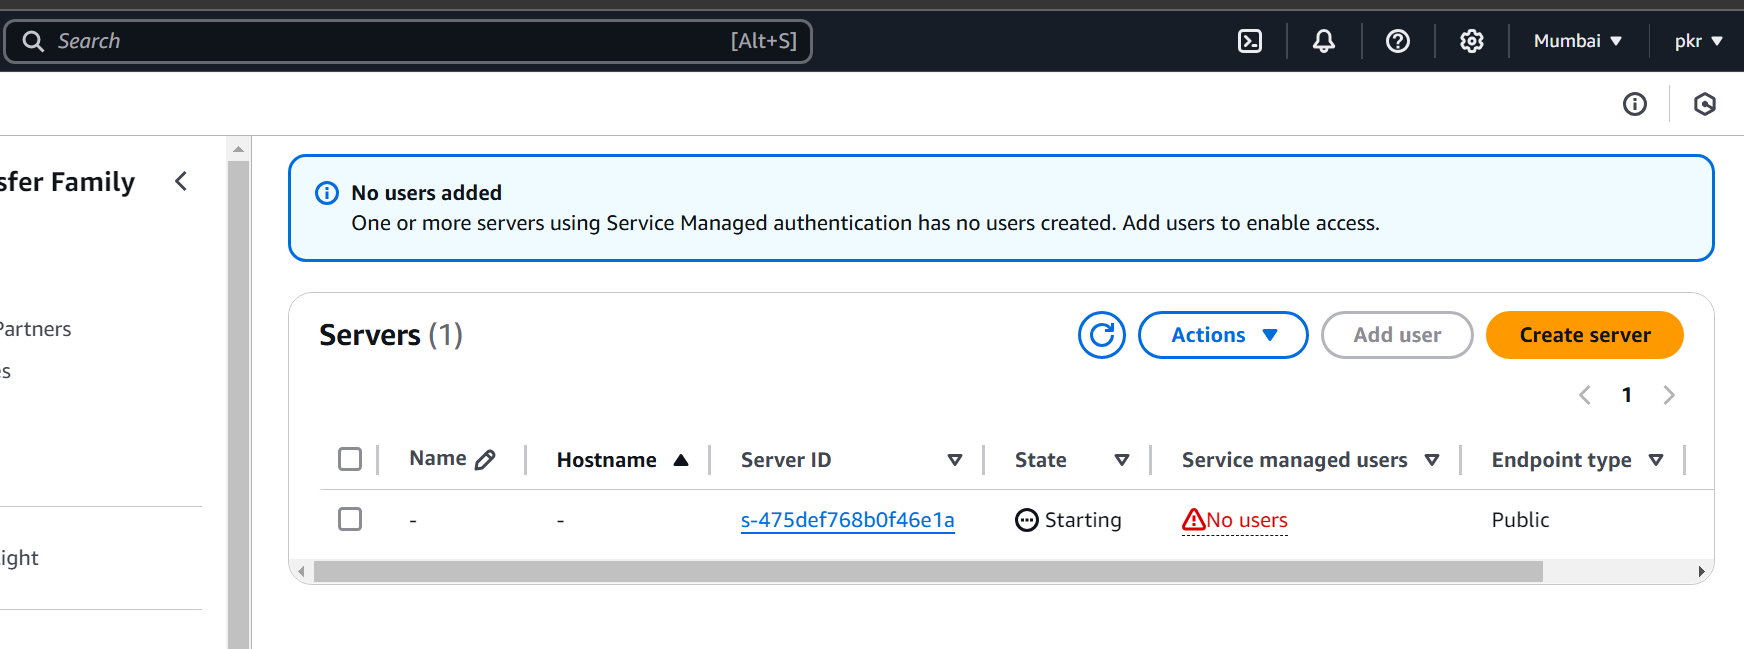 Search [Alt+S] Mumbai pkr
sfer Family
Partners
s
ight
No users added
One or more servers using Service Managed authentication has no users created. Add users to enable access.
Servers (1) Actions Add user Create server
1
Name Hostname Server ID State Service managed users Endpoint type
- - s-475def768b0f46e1a Starting No users Public